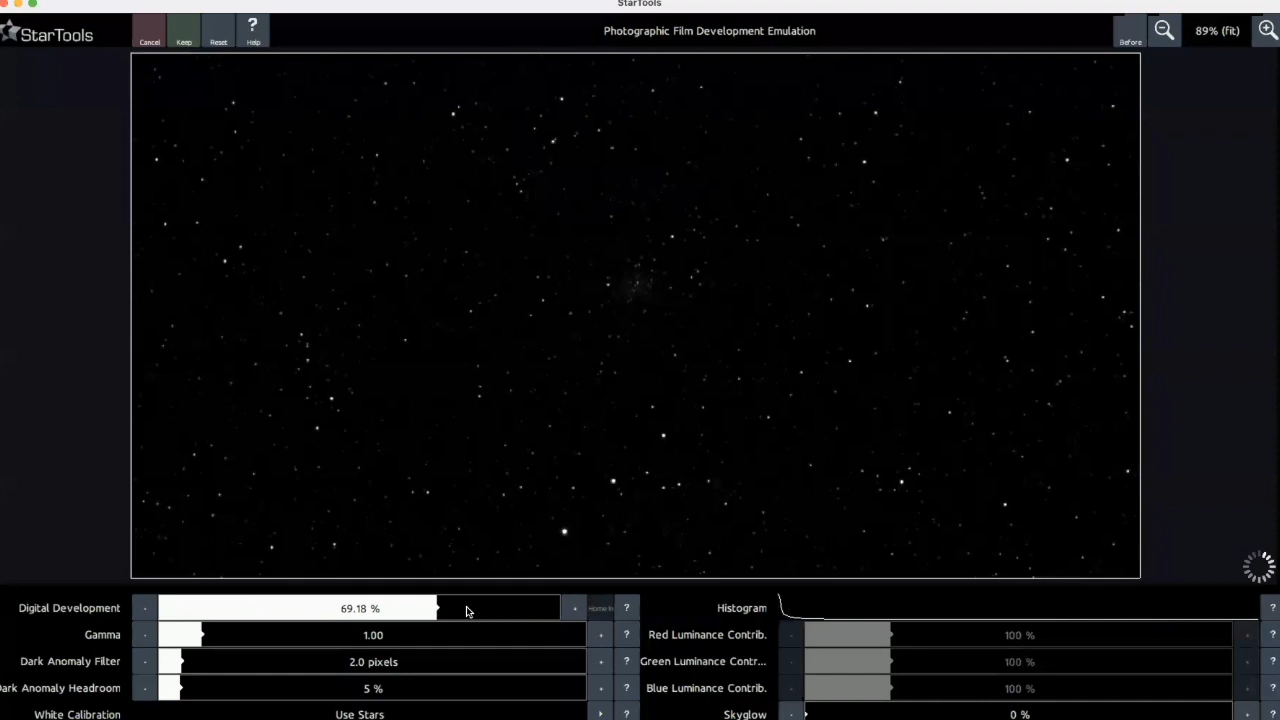 StarTools
StarTools
Cancel
Keep
Reset
?
Help
Photographic Film Development Emulation
Before
89% (fit)
Digital Development
-
69.18 %
+
Home In
?
Histogram
?
Gamma
-
1.00
+
?
Red Luminance Contrib.
-
100 %
+
?
Dark Anomaly Filter
-
2.0 pixels
+
?
Green Luminance Contr...
-
100 %
+
?
Dark Anomaly Headroom
-
5 %
+
?
Blue Luminance Contrib.
-
100 %
+
?
White Calibration
Use Stars
?
Skyglow
-
0 %
+
?